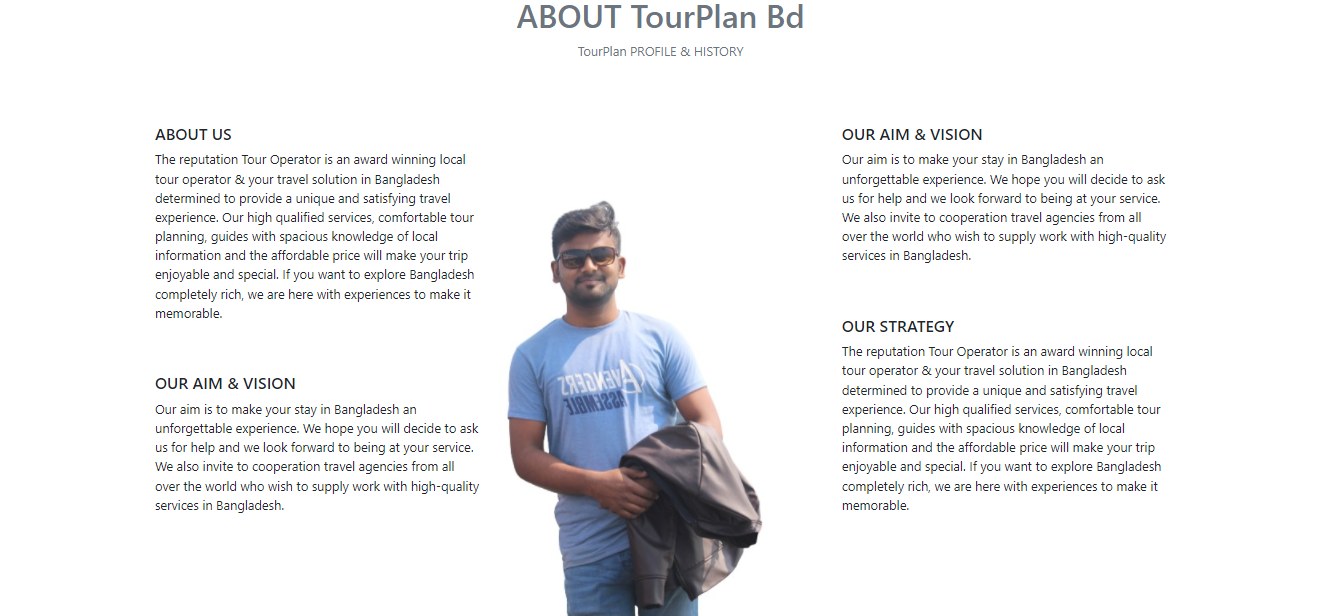 ABOUT TourPlan Bd
TourPlan PROFILE & HISTORY
ABOUT US
The reputation Tour Operator is an award winning local
tour operator & your travel solution in Bangladesh
determined to provide a unique and satisfying travel
experience. Our high qualified services, comfortable tour
planning, guides with spacious knowledge of local
information and the affordable price will make your trip
enjoyable and special. If you want to explore Bangladesh
completely rich, we are here with experiences to make it
memorable.
OUR AIM & VISION
Our aim is to make your stay in Bangladesh an
unforgettable experience. We hope you will decide to ask
us for help and we look forward to being at your service.
We also invite to cooperation travel agencies from all
over the world who wish to supply work with high-quality
services in Bangladesh.
AVENGERS
ASSEMBLE
OUR AIM & VISION
Our aim is to make your stay in Bangladesh an
unforgettable experience. We hope you will decide to ask
us for help and we look forward to being at your service.
We also invite to cooperation travel agencies from all
over the world who wish to supply work with high-quality
services in Bangladesh.
OUR STRATEGY
The reputation Tour Operator is an award winning local
tour operator & your travel solution in Bangladesh
determined to provide a unique and satisfying travel
experience. Our high qualified services, comfortable tour
planning, guides with spacious knowledge of local
information and the affordable price will make your trip
enjoyable and special. If you want to explore Bangladesh
completely rich, we are here with experiences to make it
memorable.